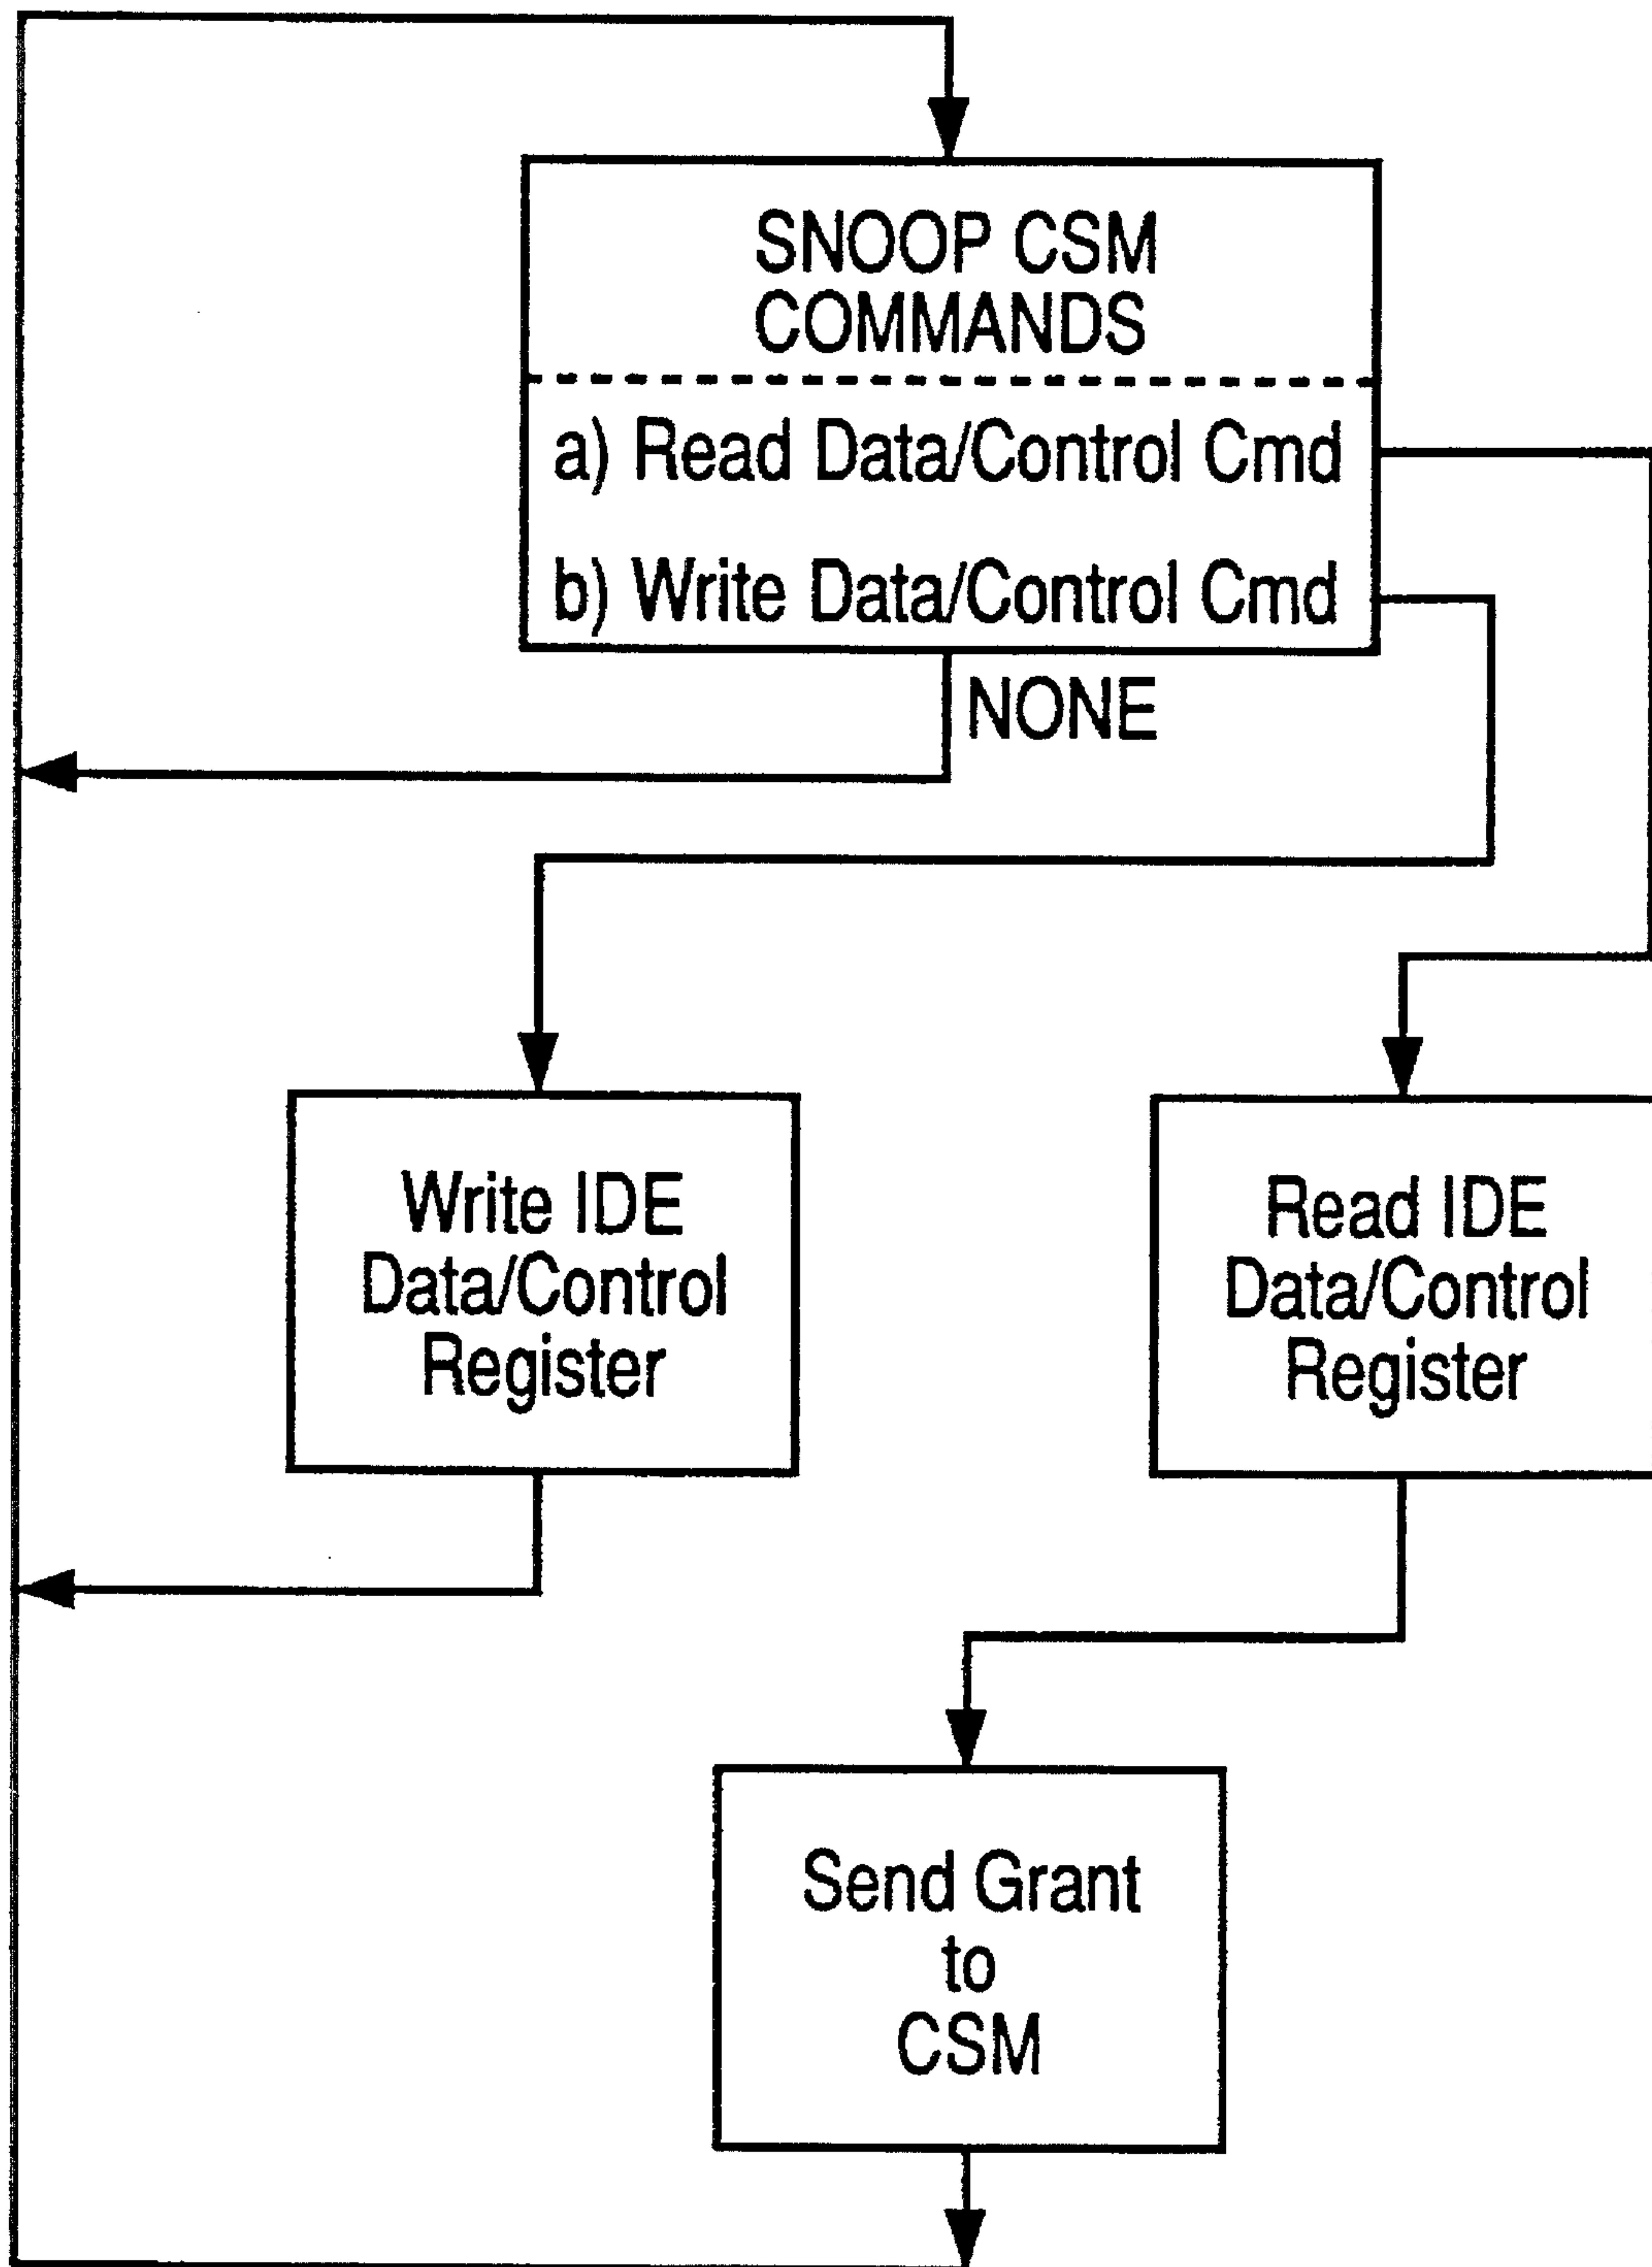 SNOOP CSM
COMMANDS
a) Read Data/Control Cmd
b) Write Data/Control Cmd
NONE
Write IDE
Data/Control
Register
Read IDE
Data/Control
Register
Send Grant
to
CSM